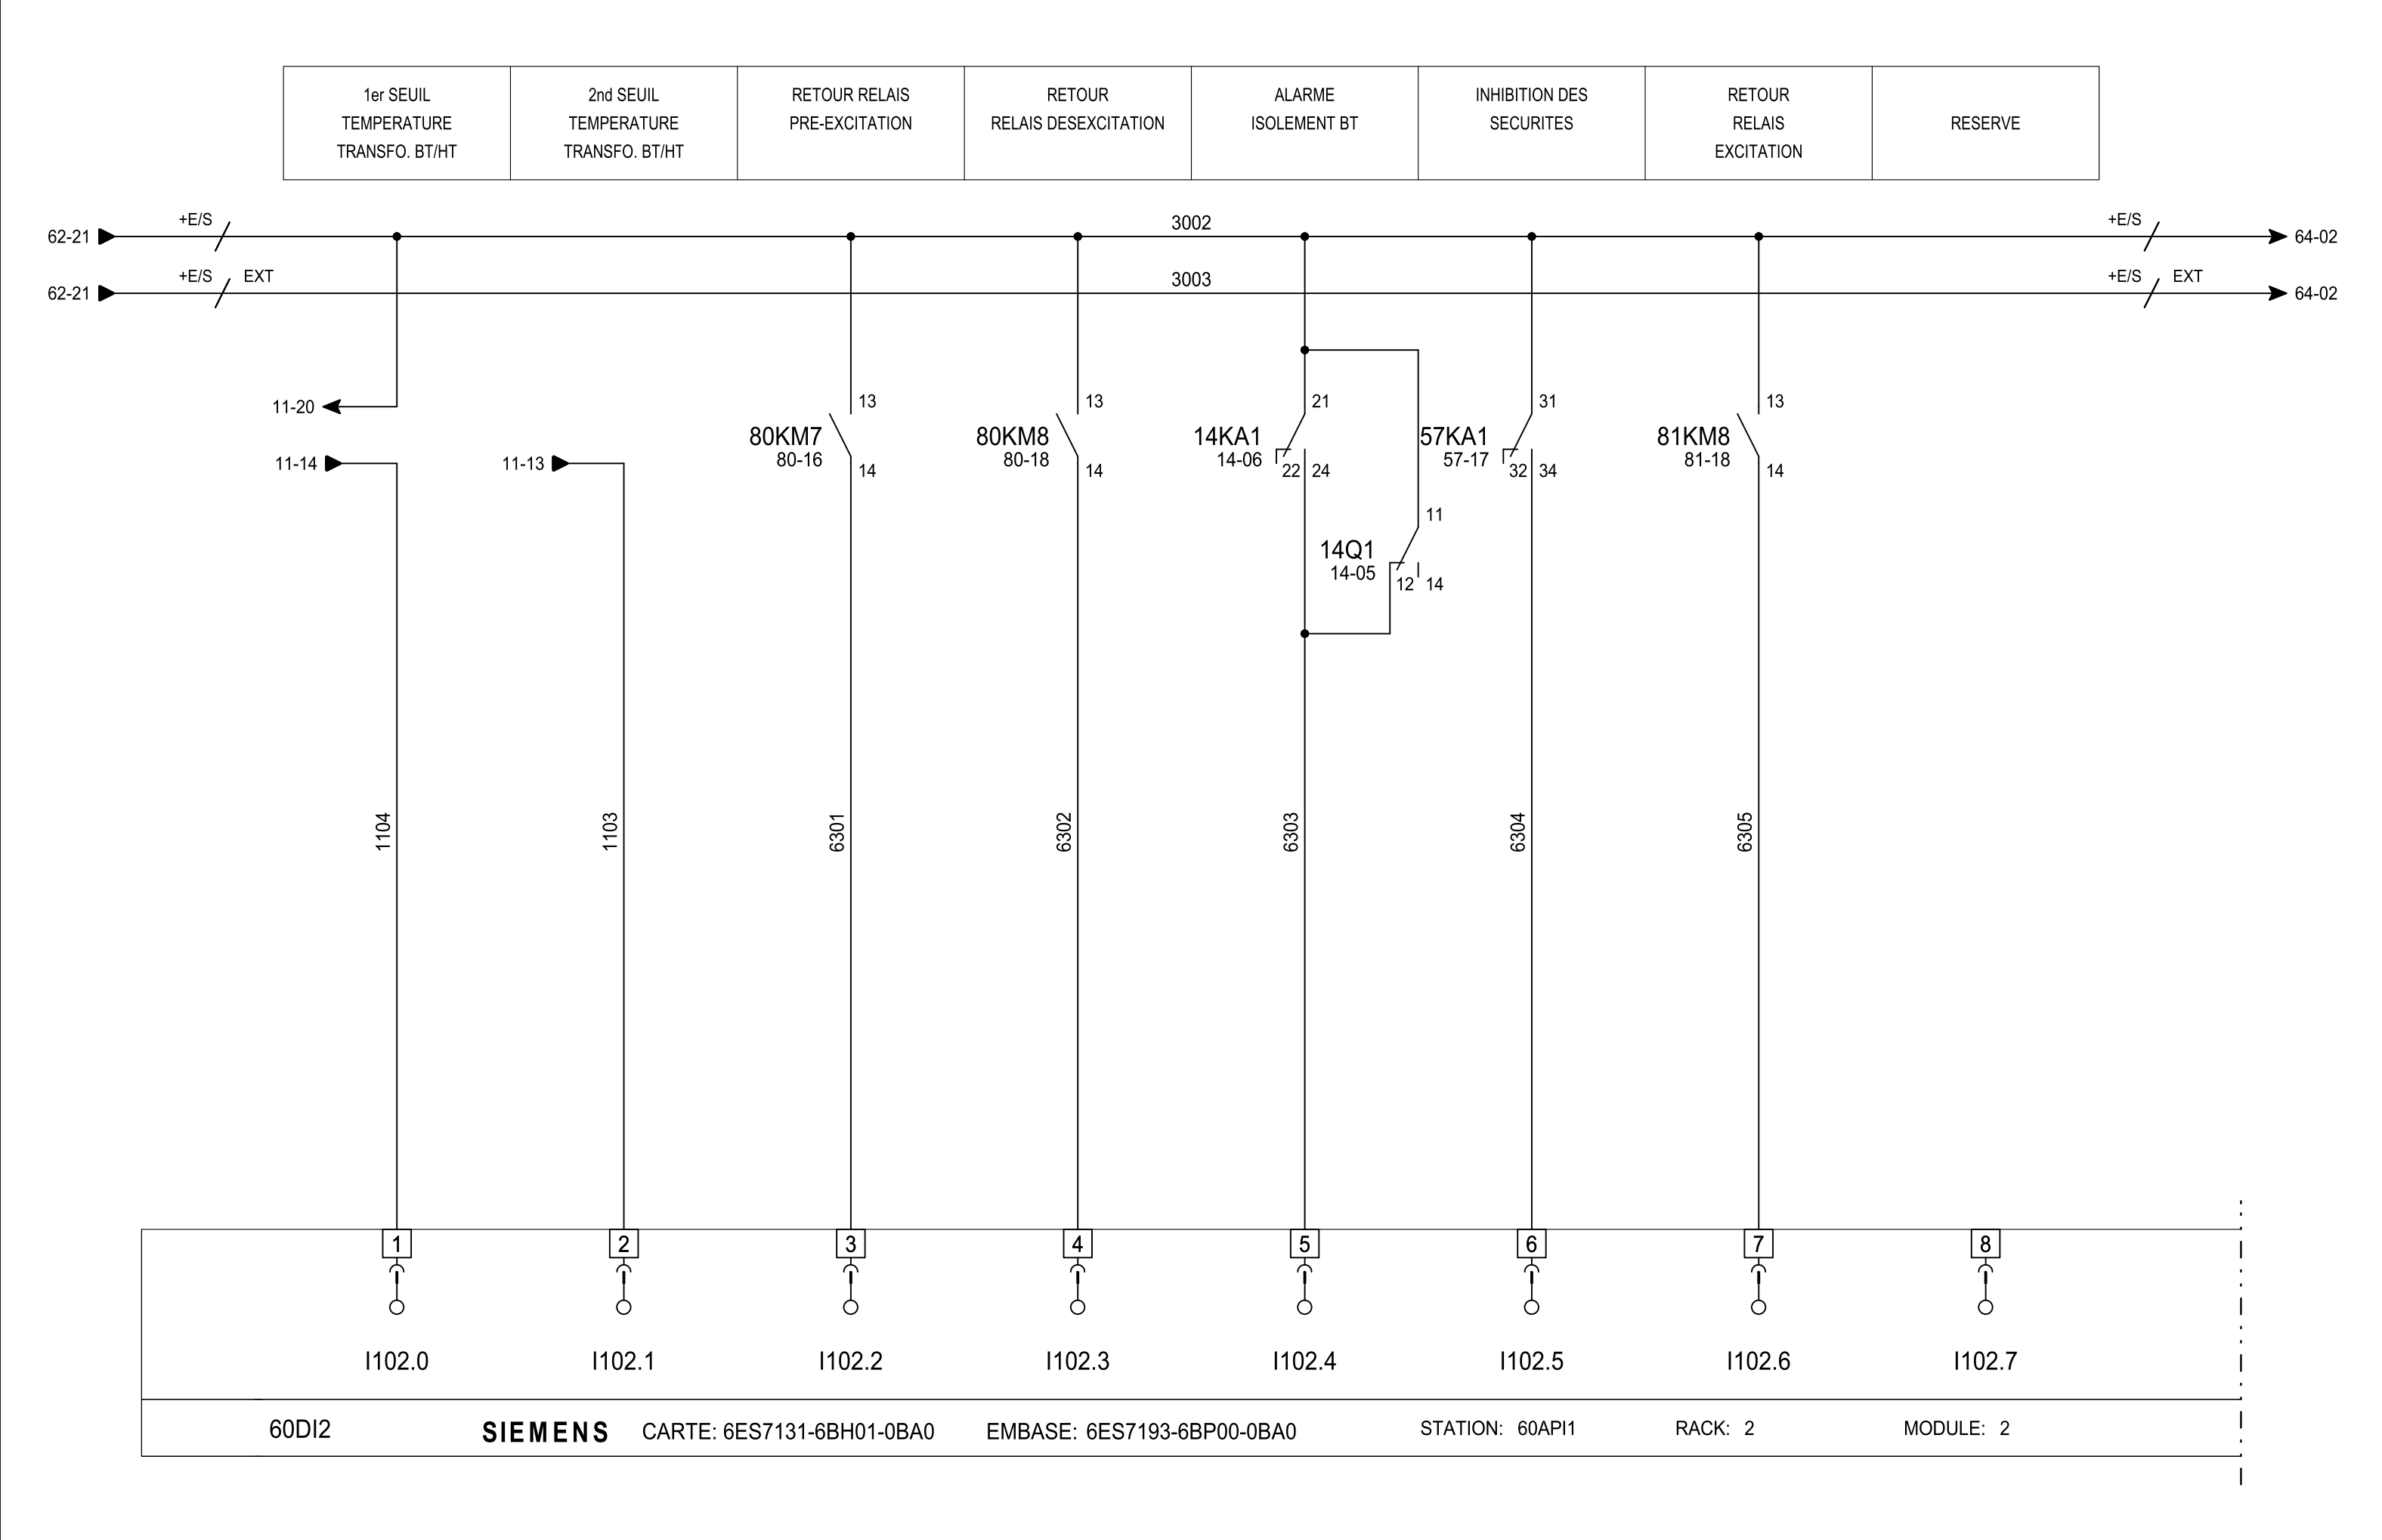 1er SEUIL
TEMPERATURE
TRANSFO. BT/HT
2nd SEUIL
TEMPERATURE
TRANSFO. BT/HT
RETOUR RELAIS
PRE-EXCITATION
RETOUR
RELAIS DESEXCITATION
ALARME
ISOLEMENT BT
INHIBITION DES
SECURITES
RETOUR
RELAIS
EXCITATION
RESERVE
62-21 +E/S 3002 +E/S 64-02
62-21 +E/S EXT 3003 +E/S EXT 64-02
11-20
11-14
11-13
13
80KM7
80-16
14
13
80KM8
80-18
14
21
14KA1
14-06
22 24
11
14Q1
14-05
12 14
31
57KA1
57-17
32 34
13
81KM8
81-18
14
1104
1103
6301
6302
6303
6304
6305
1 2 3 4 5 6 7 8
I102.0 I102.1 I102.2 I102.3 I102.4 I102.5 I102.6 I102.7
60DI2 SIEMENS CARTE: 6ES7131-6BH01-0BA0 EMBASE: 6ES7193-6BP00-0BA0 STATION: 60API1 RACK: 2 MODULE: 2